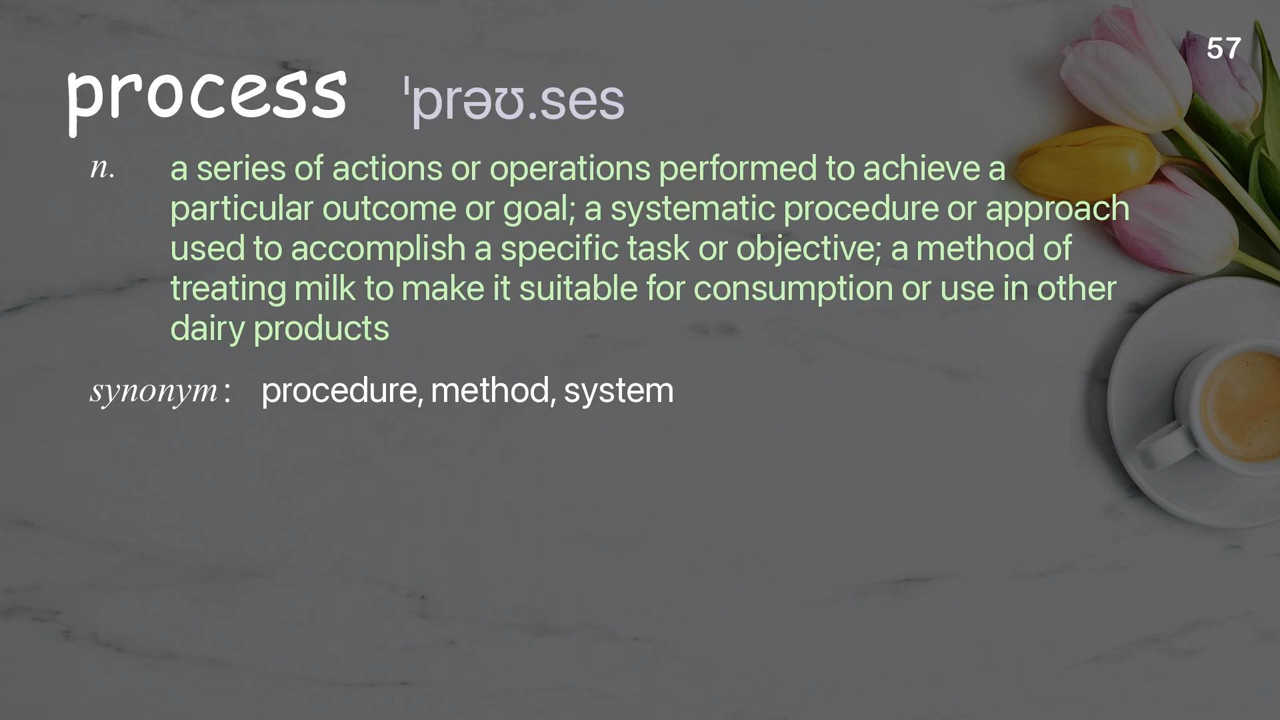 57
process ˈprəʊ.ses
n. a series of actions or operations performed to achieve a
particular outcome or goal; a systematic procedure or approach
used to accomplish a specific task or objective; a method of
treating milk to make it suitable for consumption or use in other
dairy products
synonym: procedure, method, system